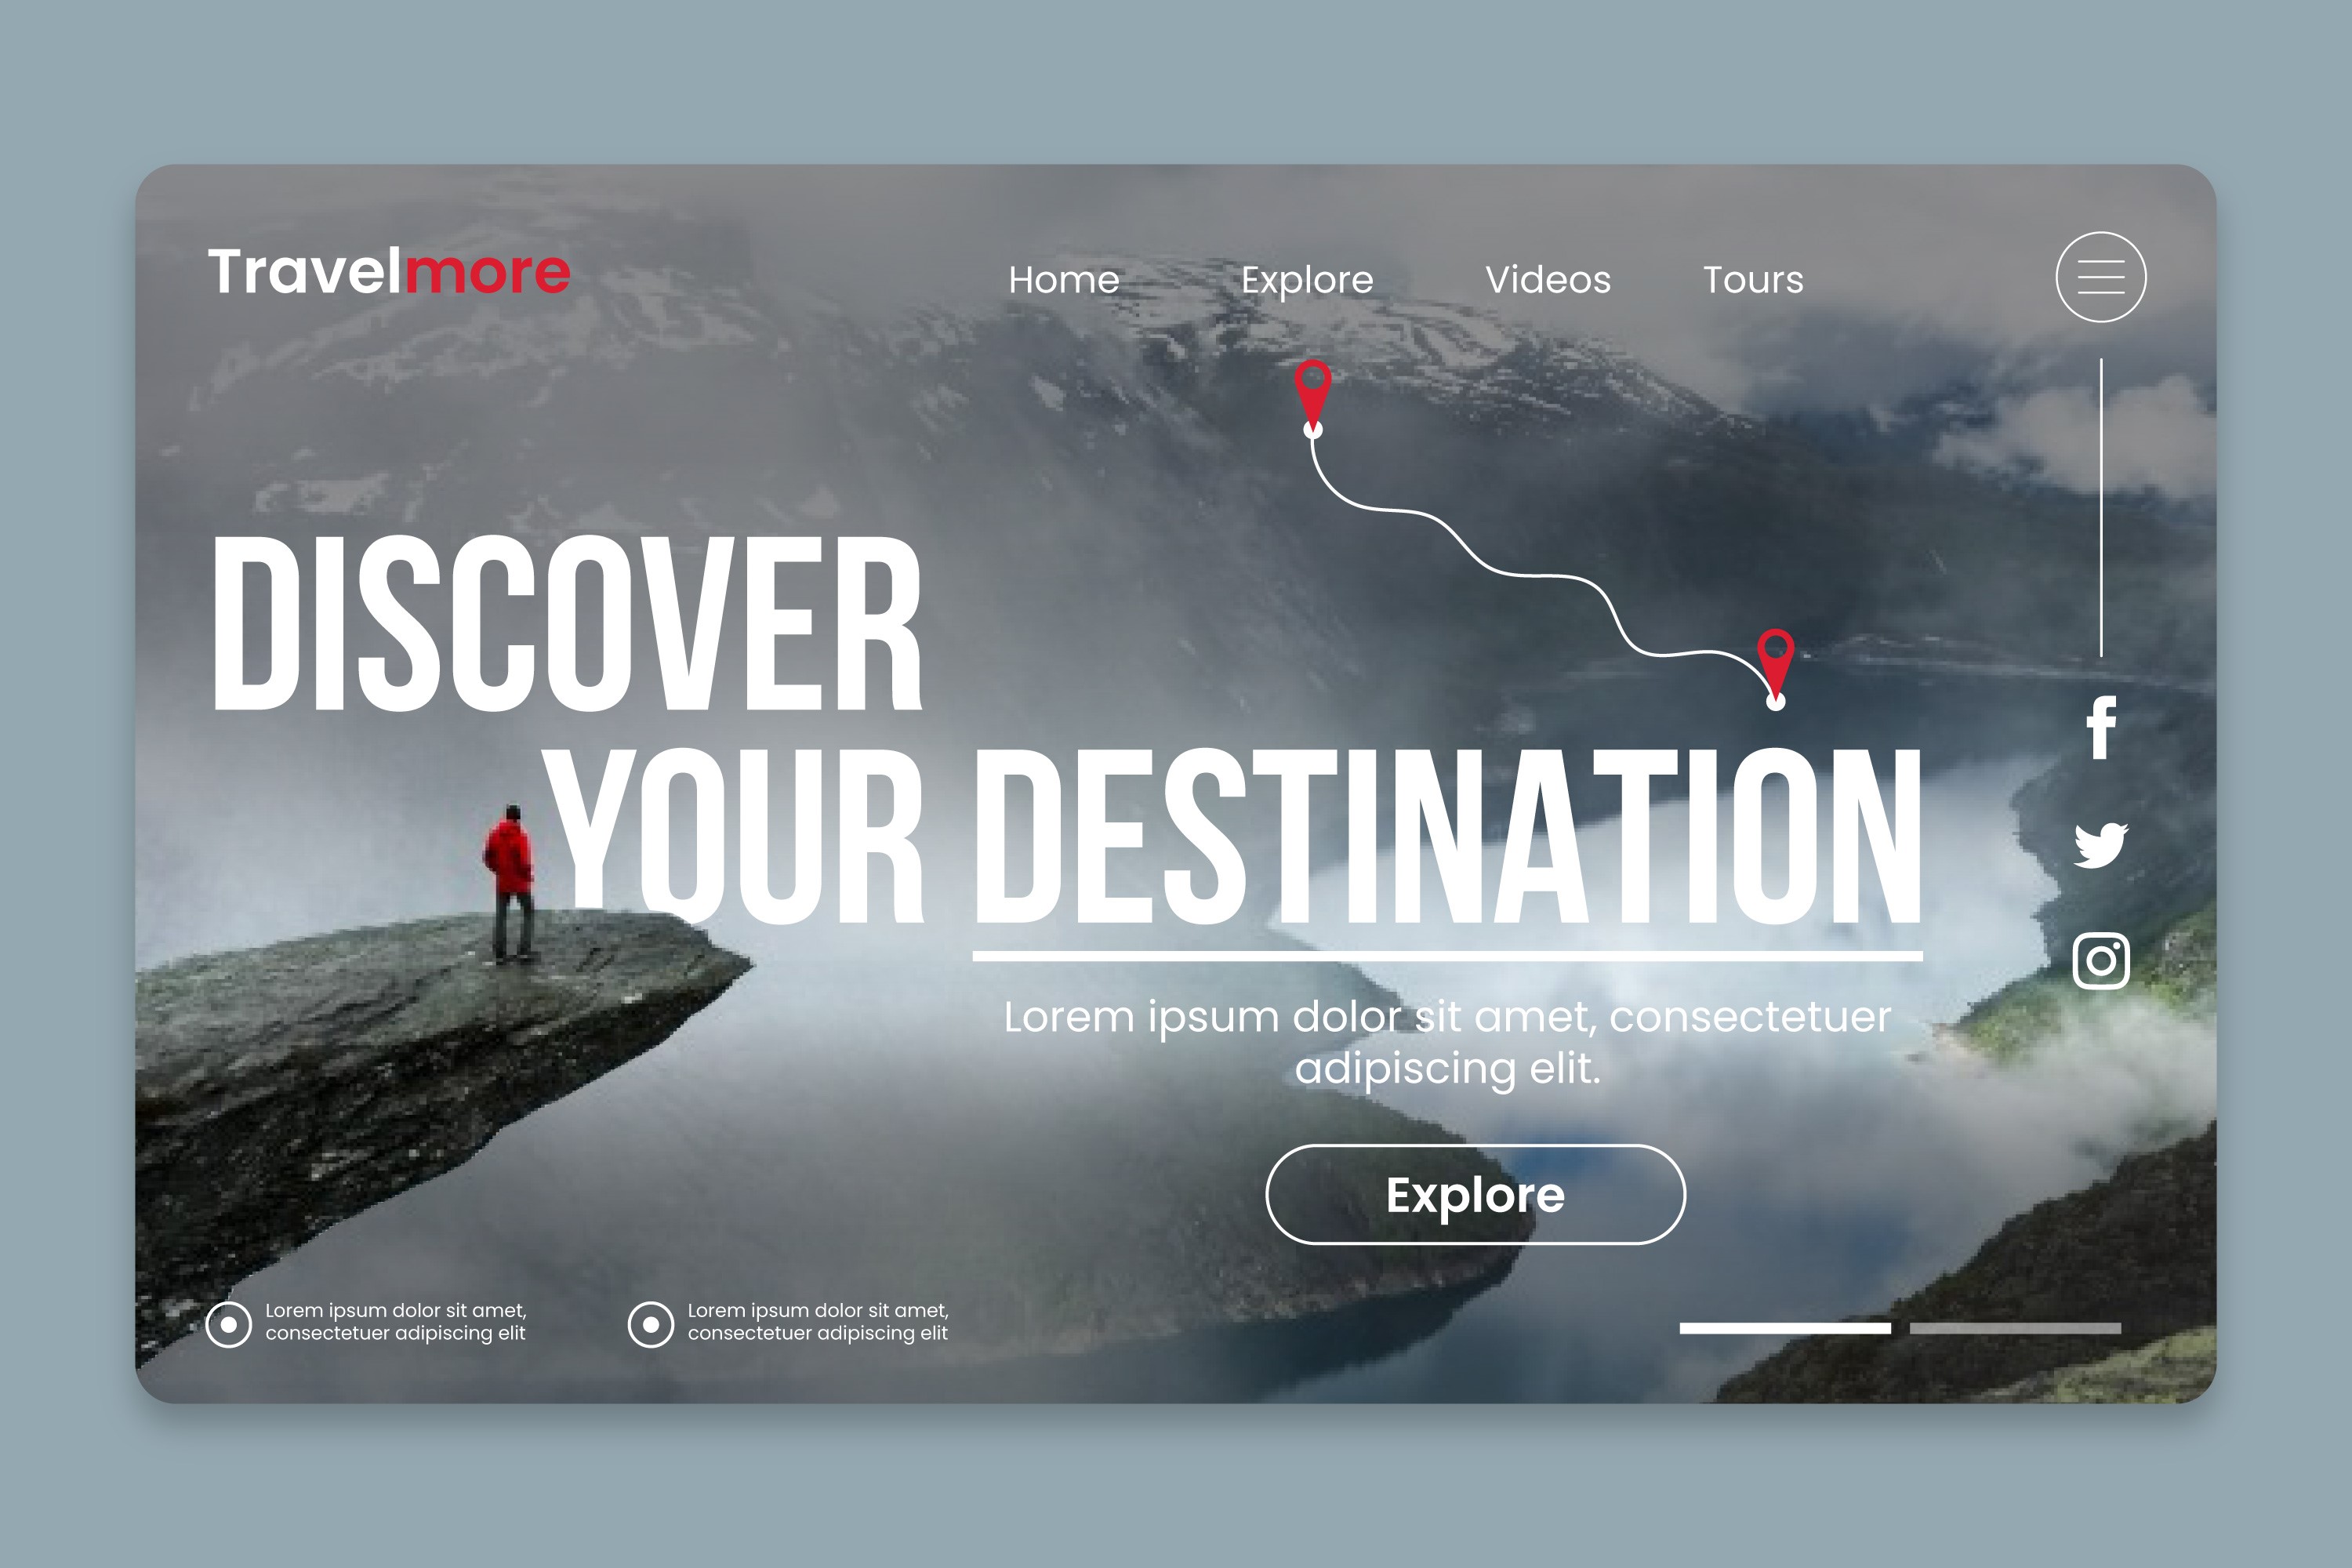 Travelmore
Home Explore Videos Tours
DISCOVER
YOUR DESTINATION
Lorem ipsum dolor sit amet, consectetuer
adipiscing elit.
Explore
Lorem ipsum dolor sit amet,
consectetuer adipiscing elit
Lorem ipsum dolor sit amet,
consectetuer adipiscing elit